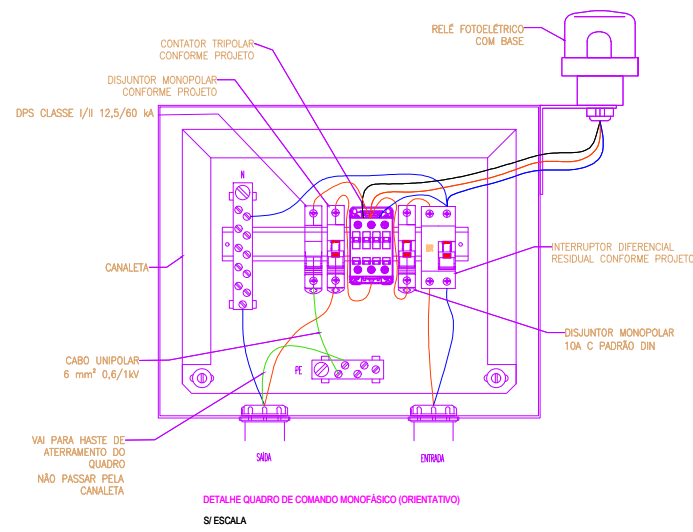 RELÉ FOTOELÉTRICO
COM BASE
CONTATOR TRIPOLAR
CONFORME PROJETO
DISJUNTOR MONOPOLAR
CONFORME PROJETO
DPS CLASSE I/II 12,5/60 kA
N
CANALETA
INTERRUPTOR DIFERENCIAL
RESIDUAL CONFORME PROJETO
DISJUNTOR MONOPOLAR
10A C PADRÃO DIN
CABO UNIPOLAR
6 mm² 0,6/1kV
PE
VAI PARA HASTE DE
ATERRAMENTO DO
QUADRO
NÃO PASSAR PELA
CANALETA
SAÍDA
ENTRADA
DETALHE QUADRO DE COMANDO MONOFÁSICO (ORIENTATIVO)
S/ ESCALA